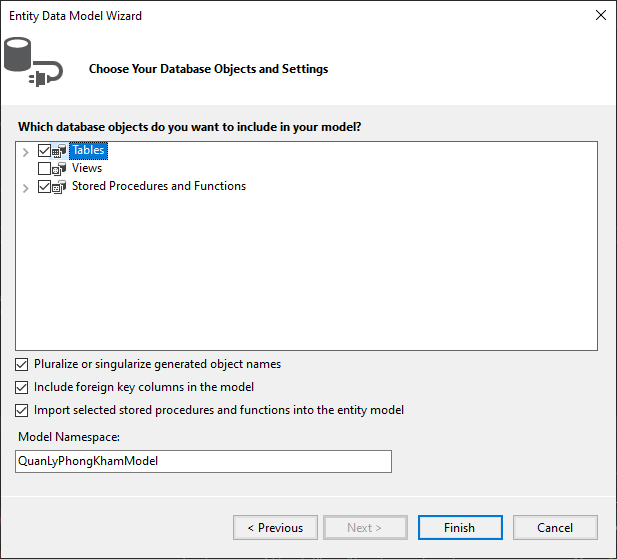 Entity Data Model Wizard
Choose Your Database Objects and Settings
Which database objects do you want to include in your model?
Tables
Views
Stored Procedures and Functions
Pluralize or singularize generated object names
Include foreign key columns in the model
Import selected stored procedures and functions into the entity model
Model Namespace:
QuanLyPhongKhamModel
< Previous Next > Finish Cancel